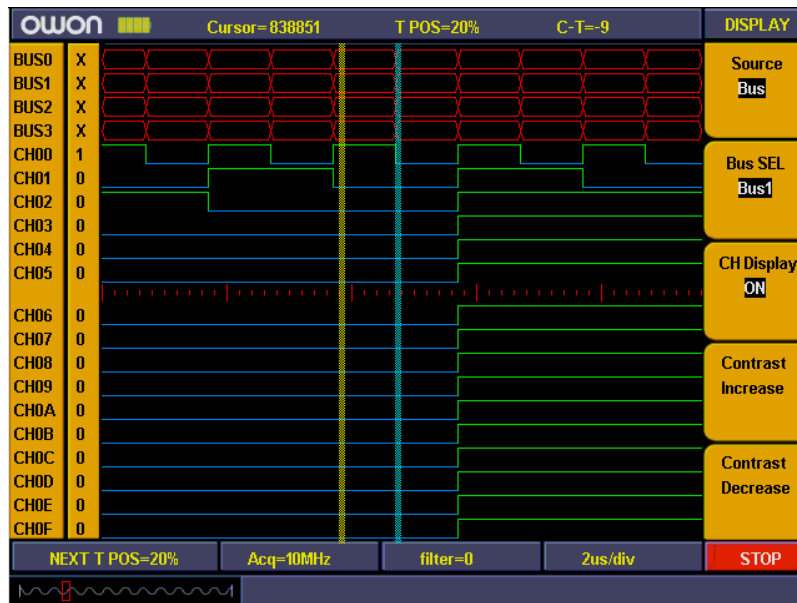 owon Cursor=838851 T POS=20% C-T=-9 DISPLAY
BUS0 X
BUS1 X
BUS2 X
BUS3 X
CH00 1
CH01 0
CH02 0
CH03 0
CH04 0
CH05 0
CH06 0
CH07 0
CH08 0
CH09 0
CH0A 0
CH0B 0
CH0C 0
CH0D 0
CH0E 0
CH0F 0
Source
Bus
Bus SEL
Bus1
CH Display
ON
Contrast
Increase
Contrast
Decrease
NEXT T POS=20% Acq=10MHz filter=0 2us/div STOP